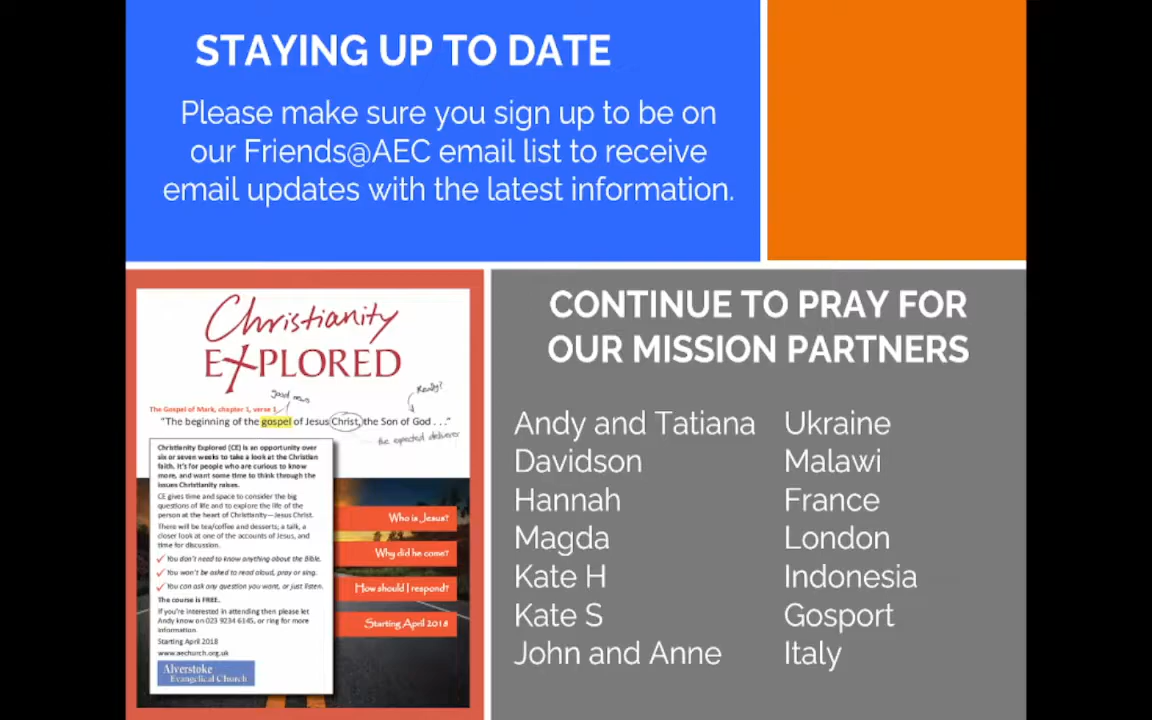 STAYING UP TO DATE
Please make sure you sign up to be on
our Friends@AEC email list to receive
email updates with the latest information.
Christianity
EXPLORED
good news
Really?
The Gospel of Mark, chapter 1, verse 1
"The beginning of the gospel of Jesus Christ, the Son of God . . ."
the expected deliverer
Christianity Explored (CE) is an opportunity over
six or seven weeks to take a look at the Christian
faith. It's for people who are curious to know
more, and want some time to think through the
issues Christianity raises.
CE gives time and space to consider the big
questions of life and to explore the life of the
person at the heart of Christianity—Jesus Christ.
There will be tea/coffee and desserts; a talk, a
closer look at one of the accounts of Jesus, and
time for discussion.
You don't need to know anything about the Bible.
You won't be asked to read aloud, pray or sing.
You can ask any question you want, or just listen.
The course is FREE.
If you're interested in attending then please let
Andy know on 023 9234 6145, or ring for more
information.
Starting April 2018
www.aechurch.org.uk
Alverstoke
Evangelical Church
Who is Jesus?
Why did he come?
How should I respond?
Starting April 2018
CONTINUE TO PRAY FOR
OUR MISSION PARTNERS
Andy and Tatiana Ukraine
Davidson Malawi
Hannah France
Magda London
Kate H Indonesia
Kate S Gosport
John and Anne Italy